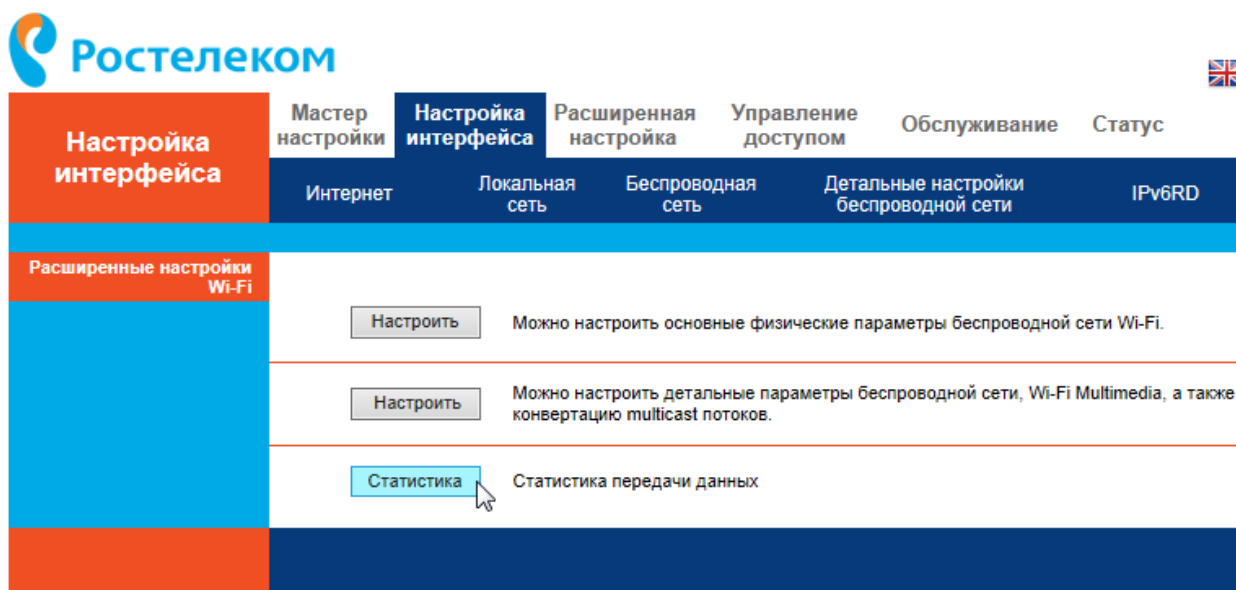 Ростелеком
Настройка
интерфейса
Мастер
настройки
Настройка
интерфейса
Расширенная
настройка
Управление
доступом
Обслуживание
Статус
Интернет
Локальная
сеть
Беспроводная
сеть
Детальные настройки
беспроводной сети
IPv6RD
Расширенные настройки
Wi-Fi
Настроить
Можно настроить основные физические параметры беспроводной сети Wi-Fi.
Настроить
Можно настроить детальные параметры беспроводной сети, Wi-Fi Multimedia, а также
конвертацию multicast потоков.
Статистика
Статистика передачи данных